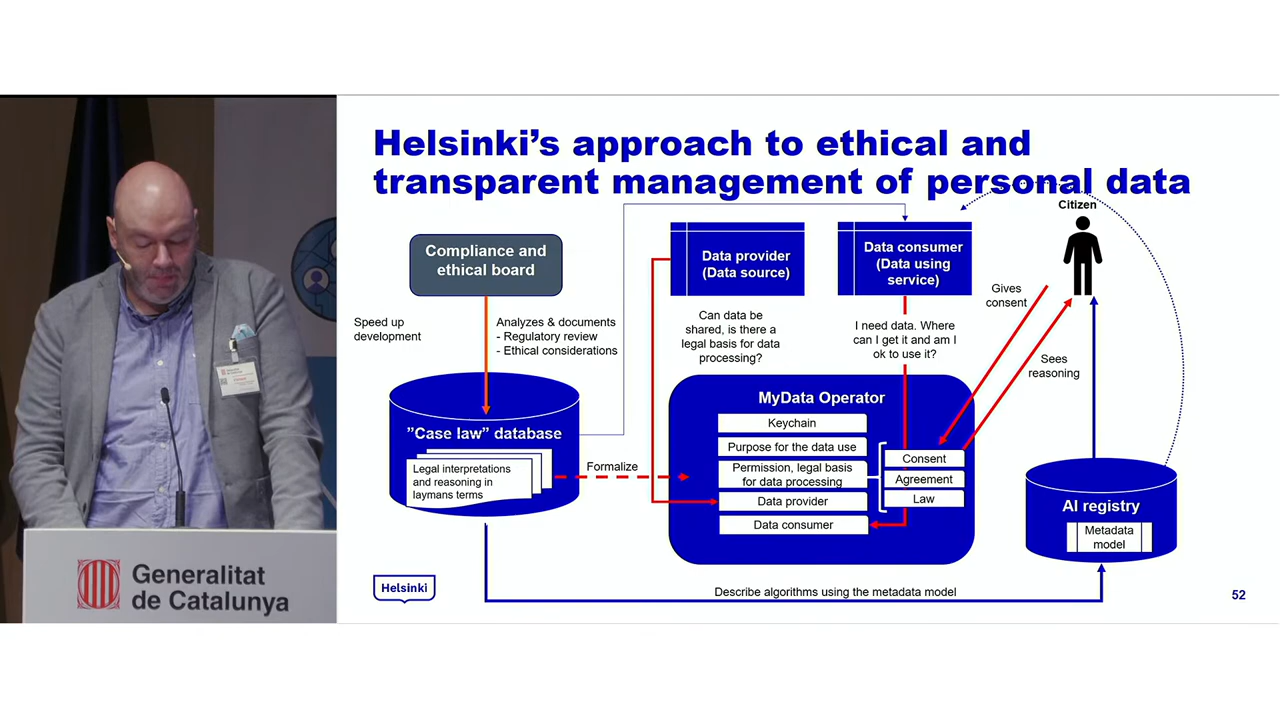 Helsinki’s approach to ethical and
transparent management of personal data
Citizen
Compliance and
ethical board
Data provider
(Data source)
Data consumer
(Data using
service)
Gives
consent
Speed up
development
Analyzes & documents
- Regulatory review
- Ethical considerations
Can data be
shared, is there a
legal basis for data
processing?
I need data. Where
can I get it and am I
ok to use it?
Sees
reasoning
”Case law” database
Legal interpretations
and reasoning in
laymans terms
Formalize
MyData Operator
Keychain
Purpose for the data use
Permission, legal basis
for data processing
Data provider
Data consumer
Consent
Agreement
Law
AI registry
Metadata
model
Describe algorithms using the metadata model
Helsinki
52
Generalitat
de Catalunya